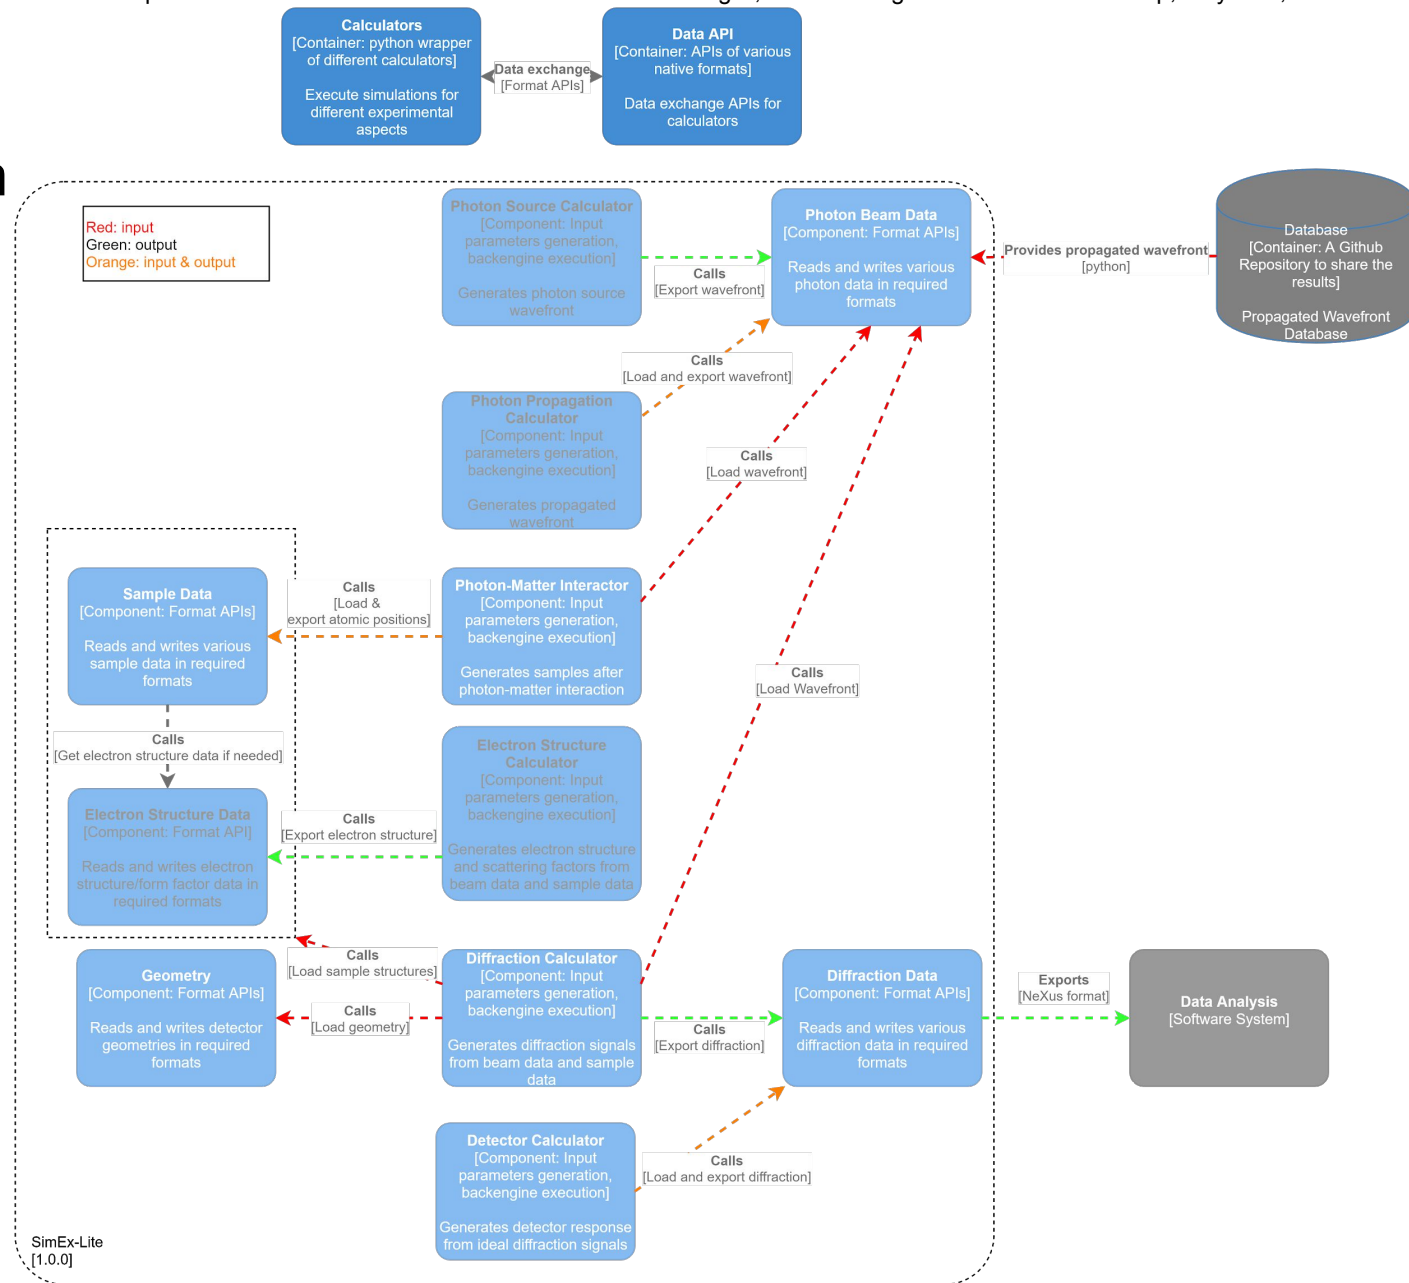 Calculators
[Container: python wrapper
of different calculators]
Execute simulations for
different experimental
aspects
Data exchange
[Format APIs]
Data API
[Container: APIs of various
native formats]
Data exchange APIs for
calculators
Red: input
Green: output
Orange: input & output
Photon Source Calculator
[Component: Input
parameters generation,
backengine execution]
Generates photon source
wavefront
Calls
[Export wavefront]
Photon Beam Data
[Component: Format APIs]
Reads and writes various
photon data in required
formats
Provides propagated wavefront
[python]
Database
[Container: A Github
Repository to share the
results]
Propagated Wavefront
Database
Calls
[Load and export wavefront]
Photon Propagation
Calculator
[Component: Input
parameters generation,
backengine execution]
Generates propagated
wavefront
Calls
[Load wavefront]
Sample Data
[Component: Format APIs]
Reads and writes various
sample data in required
formats
Calls
[Load &
export atomic positions]
Photon-Matter Interactor
[Component: Input
parameters generation,
backengine execution]
Generates samples after
photon-matter interaction
Calls
[Load Wavefront]
Calls
[Get electron structure data if needed]
Electron Structure
Calculator
[Component: Input
parameters generation,
backengine execution]
Generates electron structure
and scattering factors from
beam data and sample data
Electron Structure Data
[Component: Format API]
Reads and writes electron
structure/form factor data in
required formats
Calls
[Export electron structure]
Calls
[Load sample structures]
Geometry
[Component: Format APIs]
Reads and writes detector
geometries in required
formats
Calls
[Load geometry]
Diffraction Calculator
[Component: Input
parameters generation,
backengine execution]
Generates diffraction signals
from beam data and sample
data
Calls
[Export diffraction]
Diffraction Data
[Component: Format APIs]
Reads and writes various
diffraction data in required
formats
Exports
[NeXus format]
Data Analysis
[Software System]
Detector Calculator
[Component: Input
parameters generation,
backengine execution]
Generates detector response
from ideal diffraction signals
Calls
[Load and export diffraction]
SimEx-Lite
[1.0.0]